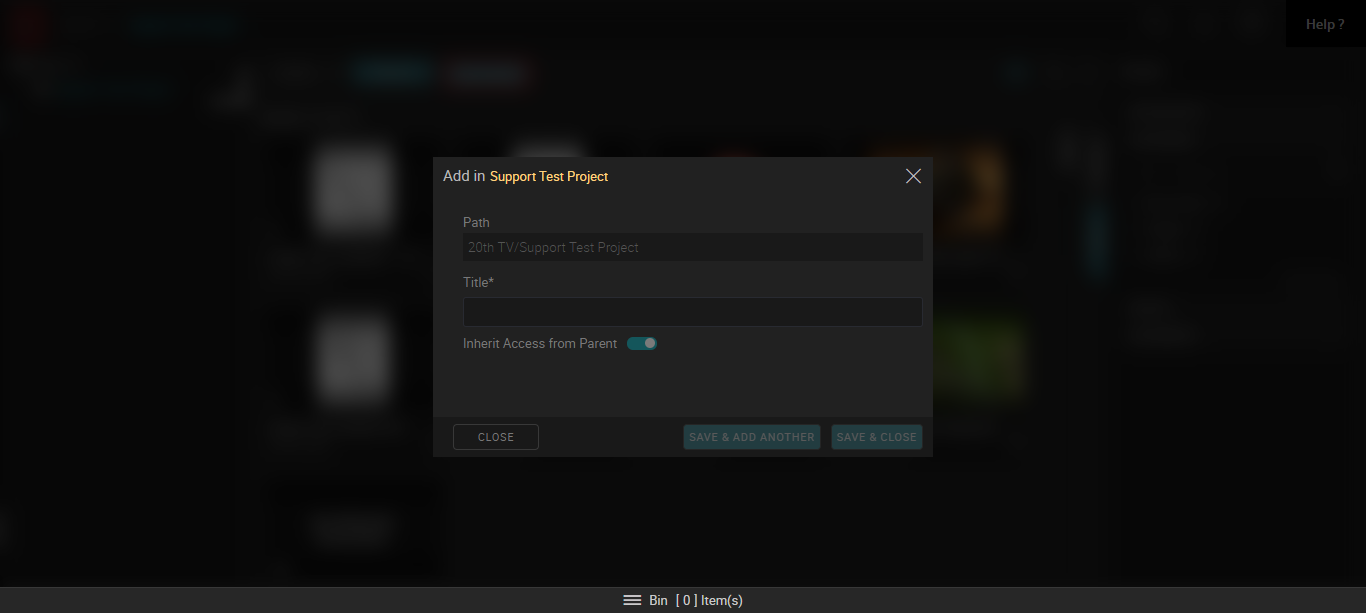 Help ?
Add in Support Test Project
Path
20th TV/Support Test Project
Title*
Inherit Access from Parent
CLOSE
SAVE & ADD ANOTHER
SAVE & CLOSE
Bin [ 0 ] Item(s)